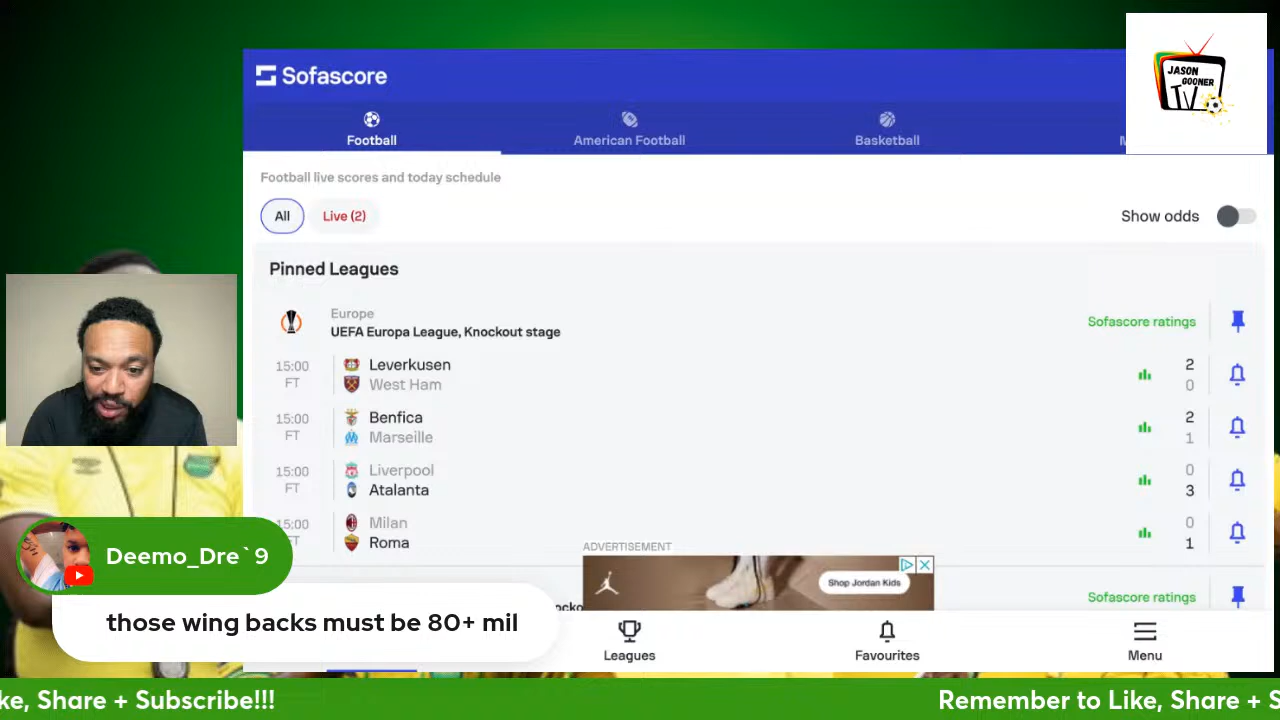 Sofascore
JASON
GOONER
TV
Football
American Football
Basketball
M
Football live scores and today schedule
All
Live (2)
Show odds
Pinned Leagues
Europe
UEFA Europa League, Knockout stage
Sofascore ratings
15:00
FT
Leverkusen
West Ham
2
0
15:00
FT
Benfica
Marseille
2
1
15:00
FT
Liverpool
Atalanta
0
3
15:00
FT
Milan
Roma
0
1
ADVERTISEMENT
Shop Jordan Kids
Sofascore ratings
Deemo_Dre`9
those wing backs must be 80+ mil
Leagues
Favourites
Menu
ke, Share + Subscribe!!!
Remember to Like, Share + S